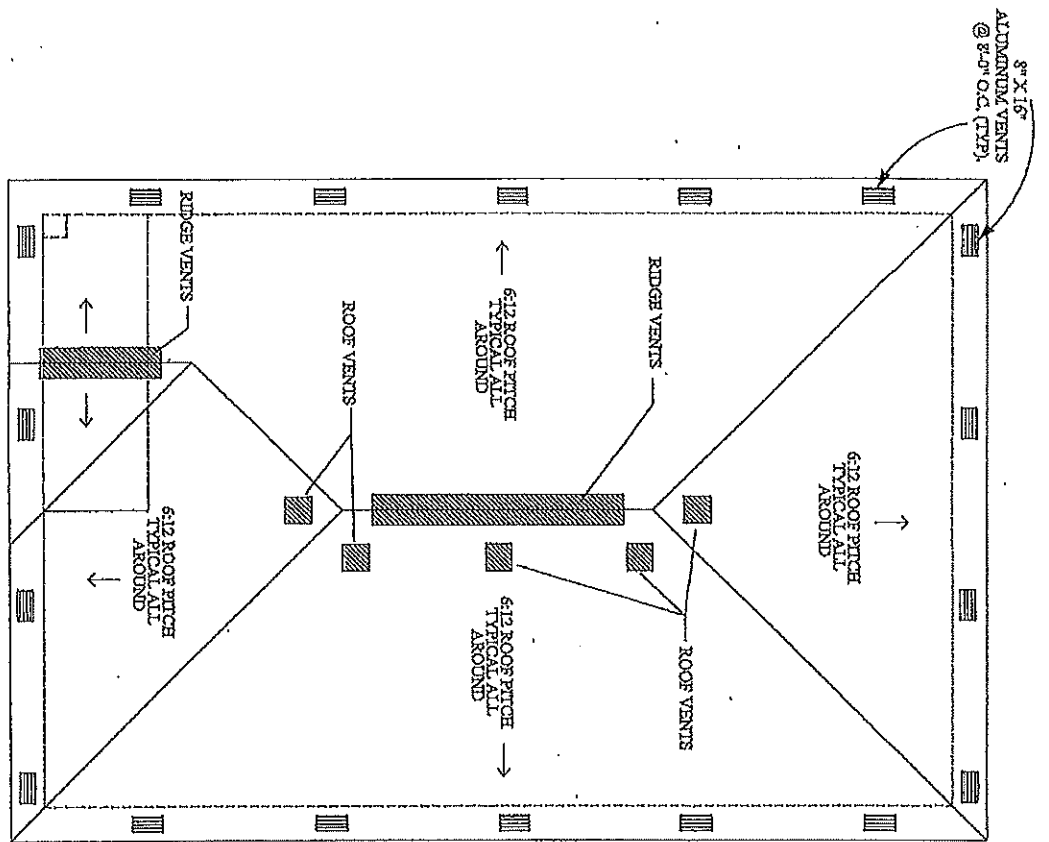 8" X 16"
ALUMINUM VENTS
@ 8'-0" O.C. (TYP).
RIDGE VENTS
ROOF VENTS
6:12 ROOF PITCH
TYPICAL ALL
AROUND
RIDGE VENTS
6:12 ROOF PITCH
TYPICAL ALL
AROUND
6:12 ROOF PITCH
TYPICAL ALL
AROUND
6:12 ROOF PITCH
TYPICAL ALL
AROUND
ROOF VENTS